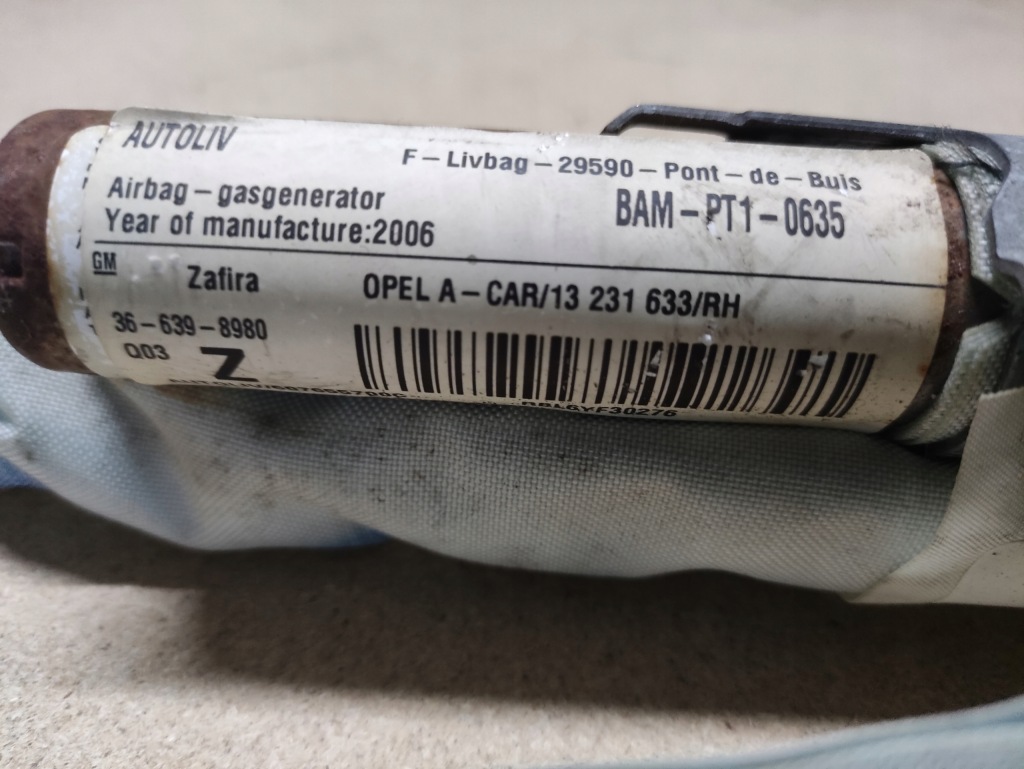 AUTOLIV
F-Livbag-29590-Pont-de-Buis
Airbag-gasgenerator
BAM-PT1-0635
Year of manufacture:2006
GM
Zafira
OPEL A-CAR/13 231 633/RH
36-639-8980
Q03
Z